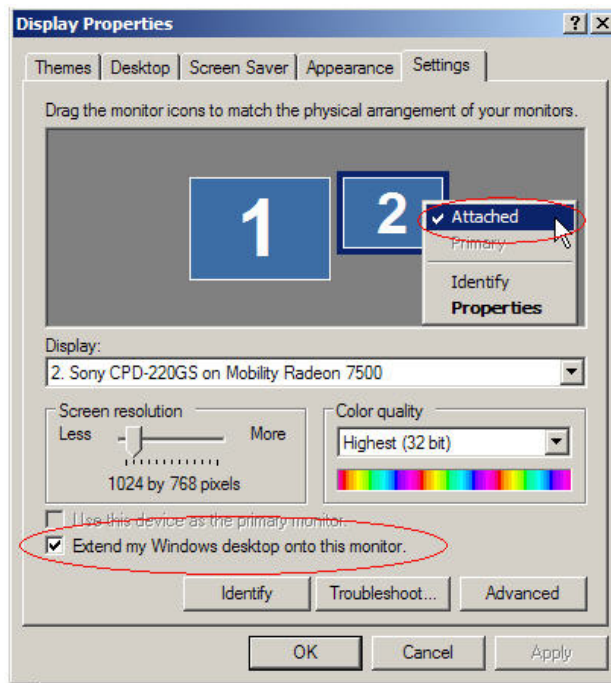 Display Properties
Themes Desktop Screen Saver Appearance Settings
Drag the monitor icons to match the physical arrangement of your monitors.
1
2
Attached
Primary
Identify
Properties
Display:
2. Sony CPD-220GS on Mobility Radeon 7500
Screen resolution
Less More
1024 by 768 pixels
Color quality
Highest (32 bit)
Use this device as the primary monitor.
Extend my Windows desktop onto this monitor.
Identify Troubleshoot... Advanced
OK Cancel Apply